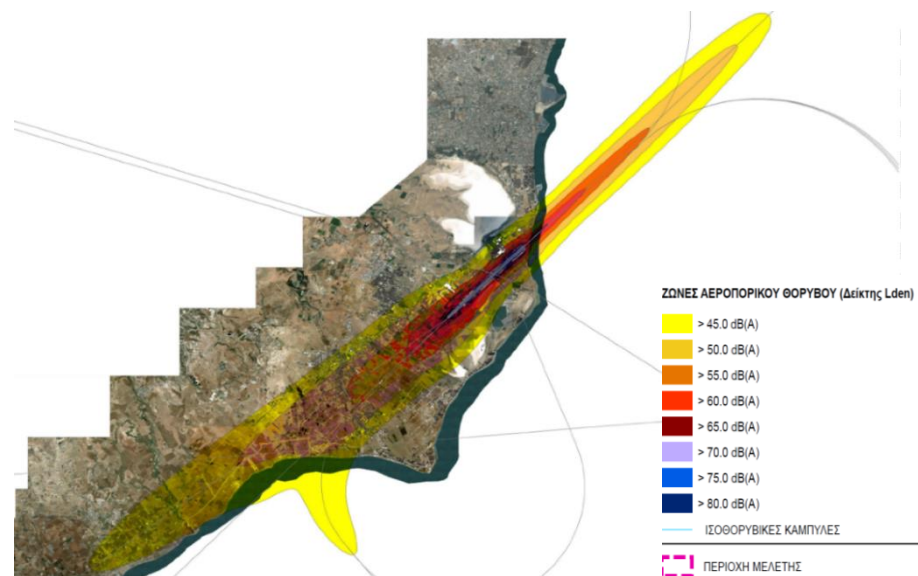 ΖΩΝΕΣ ΑΕΡΟΠΟΡΙΚΟΥ ΘΟΡΥΒΟΥ (Δείκτης Lden)
> 45.0 dB(A)
> 50.0 dB(A)
> 55.0 dB(A)
> 60.0 dB(A)
> 65.0 dB(A)
> 70.0 dB(A)
> 75.0 dB(A)
> 80.0 dB(A)
ΙΣΟΘΟΡΥΒΙΚΕΣ ΚΑΜΠΥΛΕΣ
ΠΕΡΙΟΧΗ ΜΕΛΕΤΗΣ